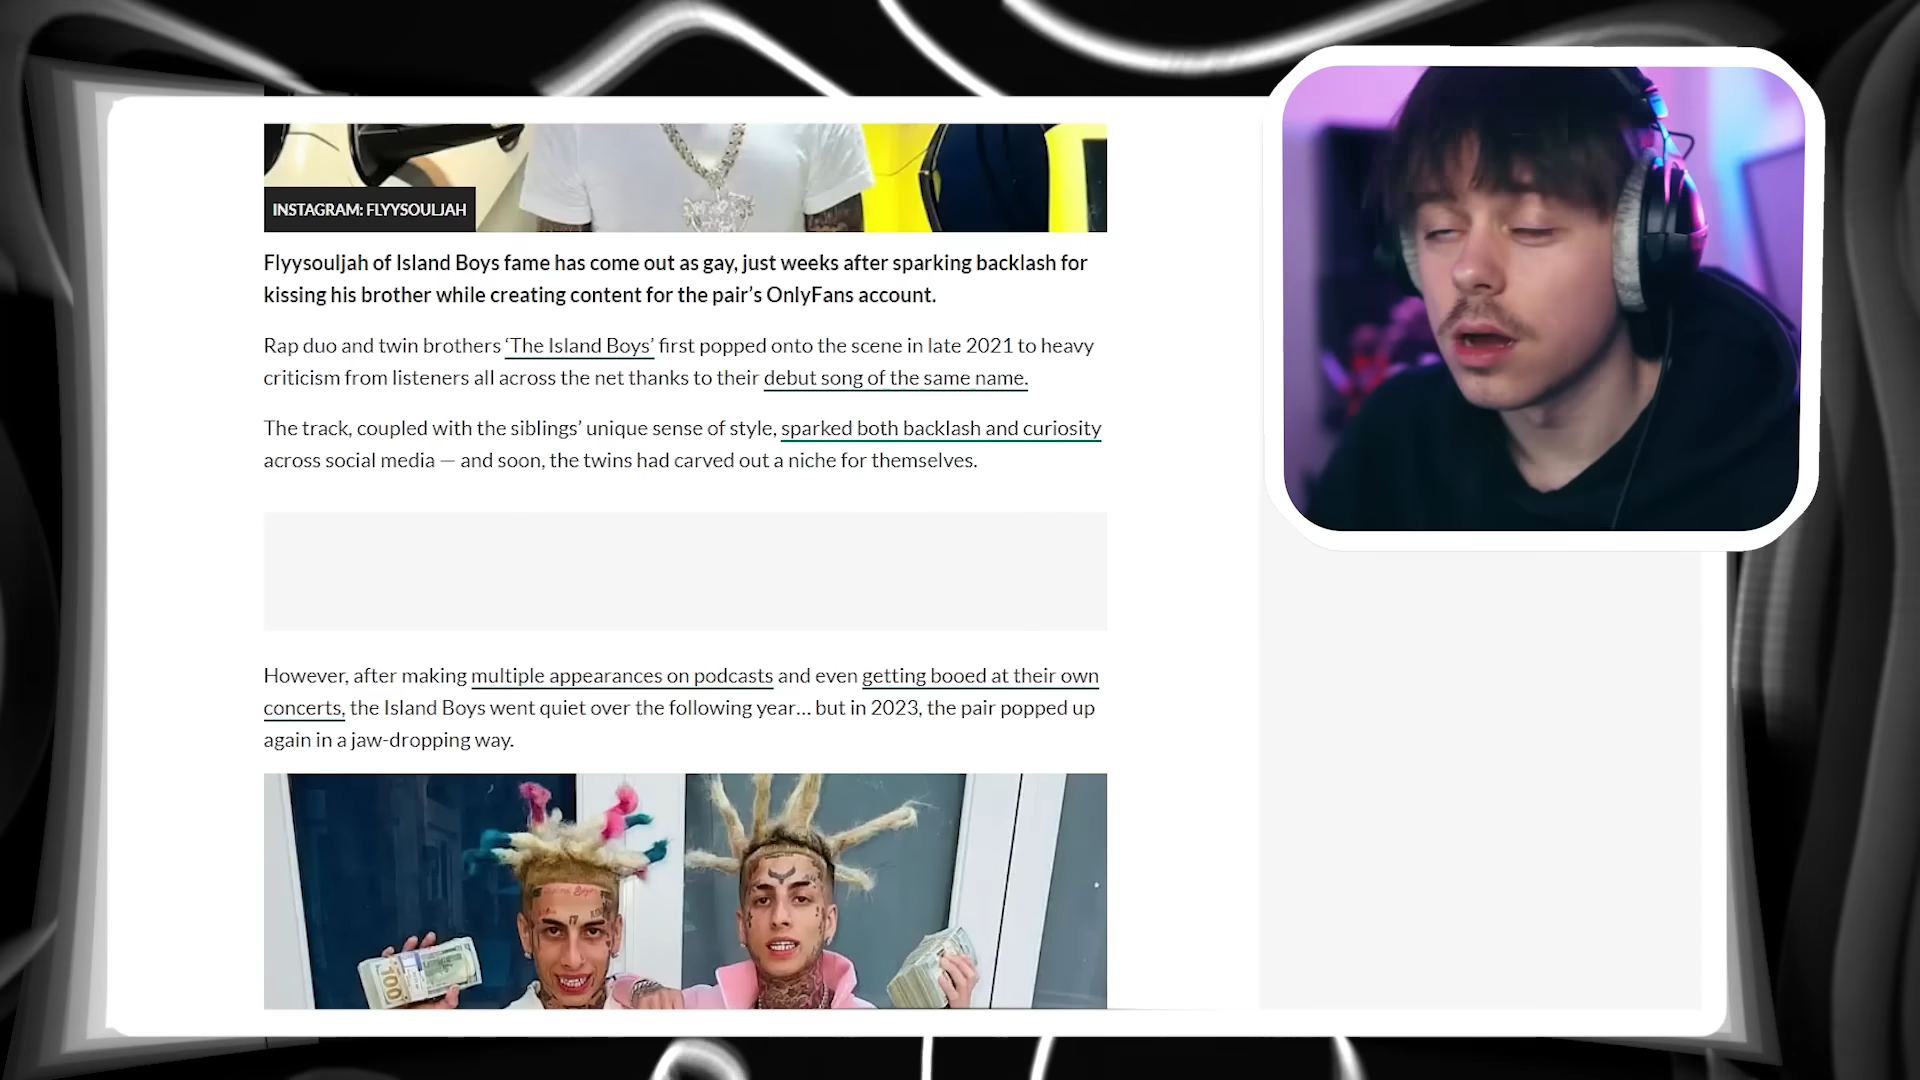 INSTAGRAM: FLYYSOULJAH
Flyysouljah of Island Boys fame has come out as gay, just weeks after sparking backlash for
kissing his brother while creating content for the pair’s OnlyFans account.
Rap duo and twin brothers ‘The Island Boys’ first popped onto the scene in late 2021 to heavy
criticism from listeners all across the net thanks to their debut song of the same name.
The track, coupled with the siblings’ unique sense of style, sparked both backlash and curiosity
across social media — and soon, the twins had carved out a niche for themselves.
However, after making multiple appearances on podcasts and even getting booed at their own
concerts, the Island Boys went quiet over the following year… but in 2023, the pair popped up
again in a jaw-dropping way.
100